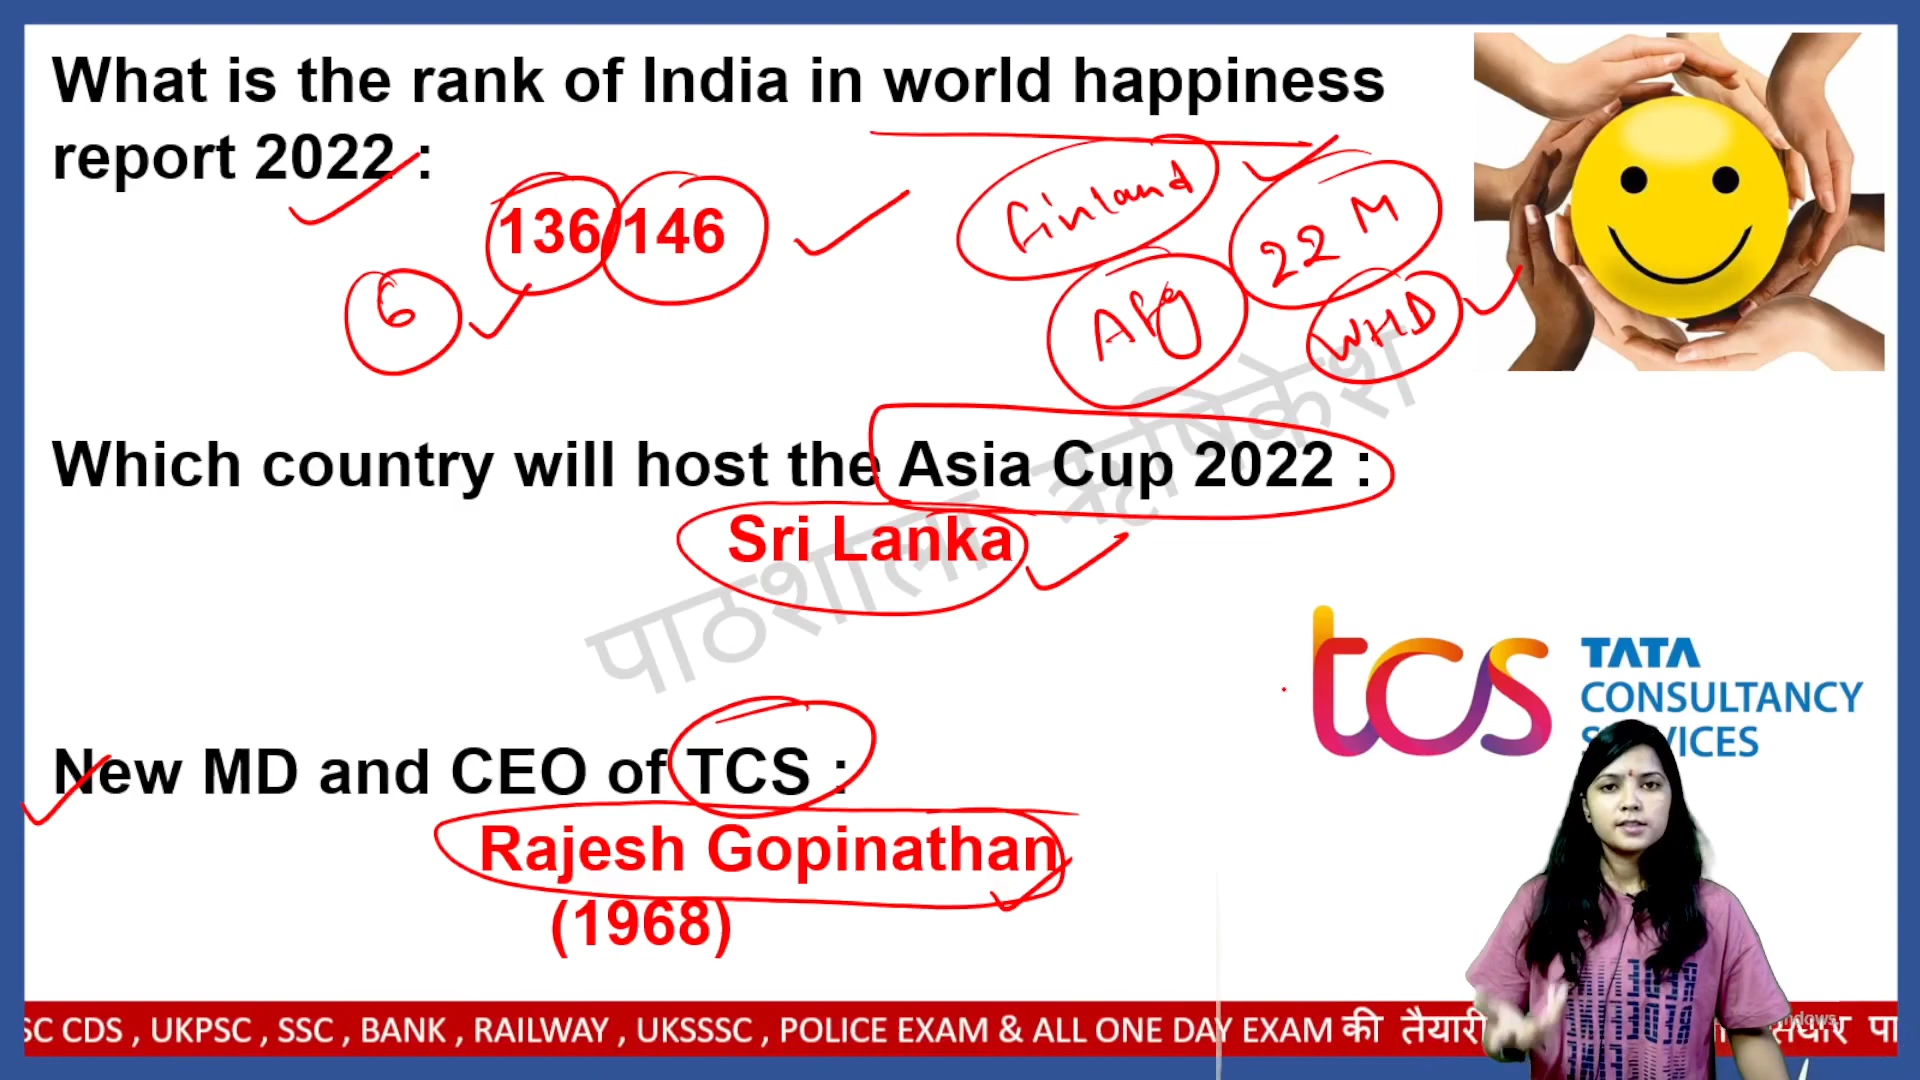 What is the rank of India in world happiness
report 2022 :
136/146
Finland
22 M
6
Afg
WHD
Which country will host the Asia Cup 2022 :
Sri Lanka
पाठशाला ऋषिकेश
tcs TATA
CONSULTANCY
SERVICES
New MD and CEO of TCS :
Rajesh Gopinathan
(1968)
SC CDS , UKPSC , SSC , BANK , RAILWAY , UKSSSC , POLICE EXAM & ALL ONE DAY EXAM की तैयारी